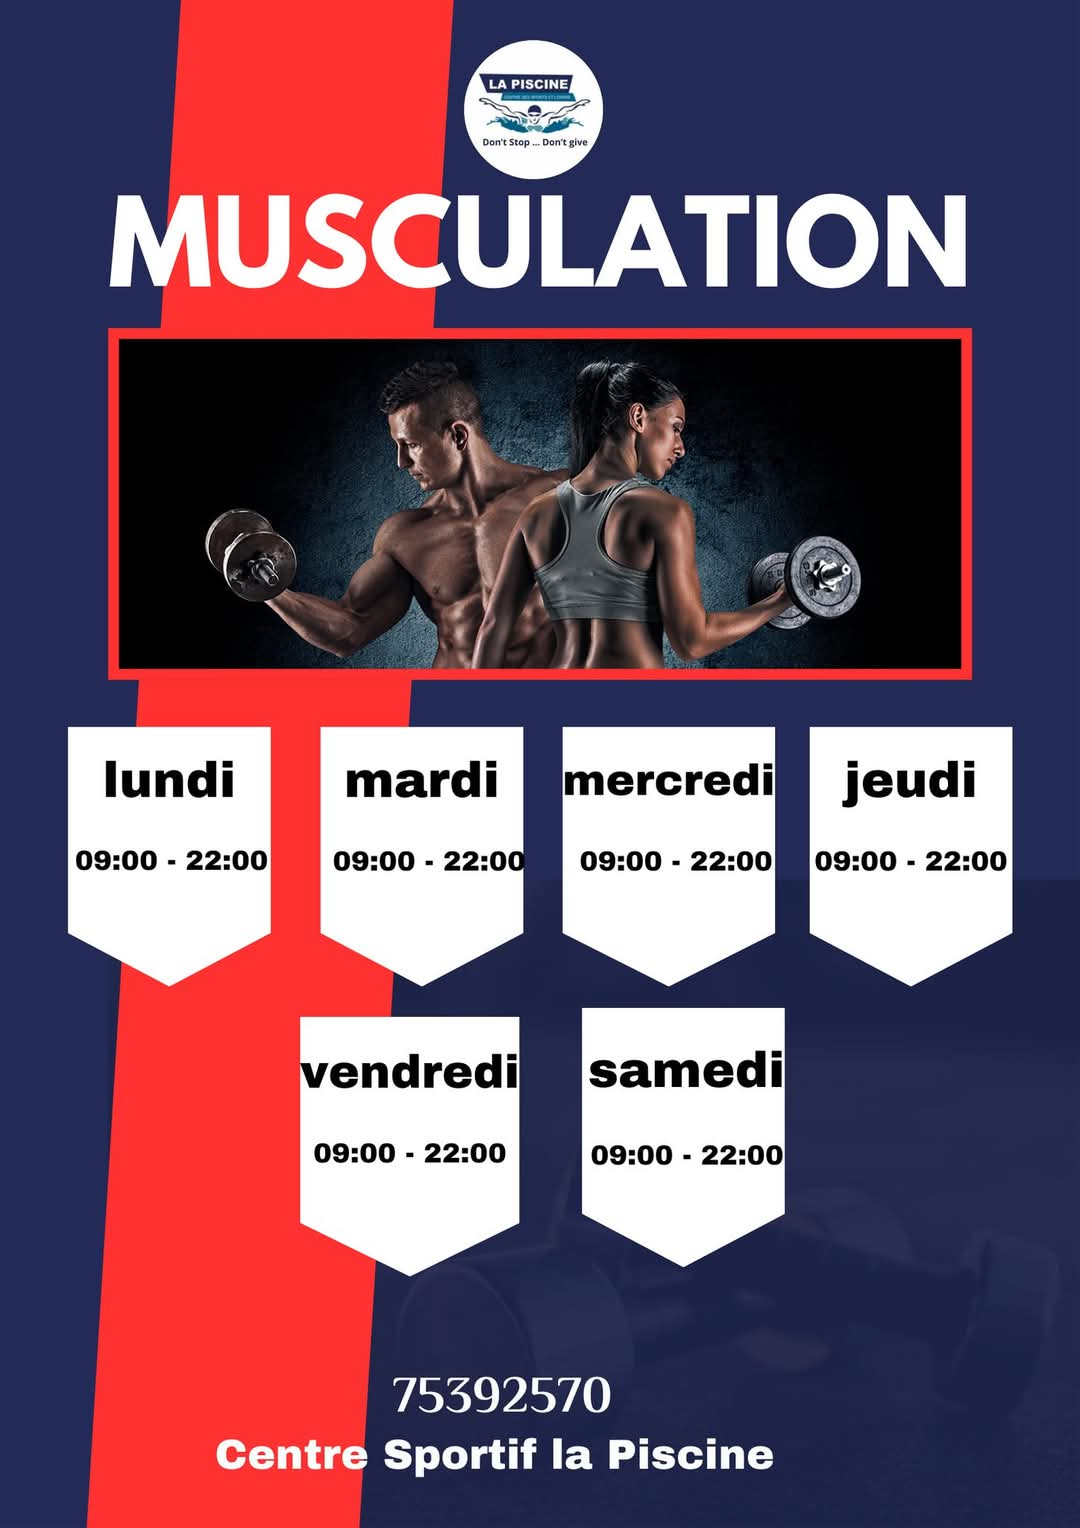 LA PISCINE
Don't Stop ... Don't give
MUSCULATION
lundi
09:00 - 22:00
mardi
09:00 - 22:00
mercredi
09:00 - 22:00
jeudi
09:00 - 22:00
vendredi
09:00 - 22:00
samedi
09:00 - 22:00
75392570
Centre Sportif la Piscine